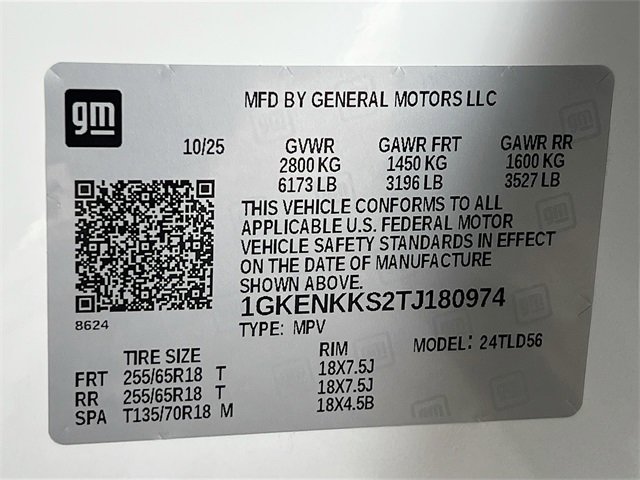 gm
MFD BY GENERAL MOTORS LLC
10/25 GVWR GAWR FRT GAWR RR
2800 KG 1450 KG 1600 KG
6173 LB 3196 LB 3527 LB
THIS VEHICLE CONFORMS TO ALL
APPLICABLE U.S. FEDERAL MOTOR
VEHICLE SAFETY STANDARDS IN EFFECT
ON THE DATE OF MANUFACTURE
SHOWN ABOVE.
1GKENKKS2TJ180974
8624
TYPE: MPV MODEL: 24TLD56
TIRE SIZE RIM
FRT 255/65R18 T 18X7.5J
RR 255/65R18 T 18X7.5J
SPA T135/70R18 M 18X4.5B